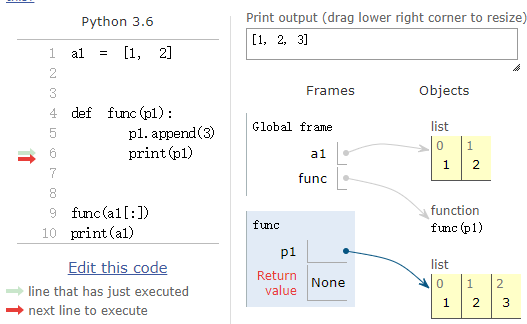 Python 3.6
1 a1 = [1, 2]
2
3
4 def func(p1):
5 p1.append(3)
6 print(p1)
7
8
9 func(a1[:])
10 print(a1)
Edit this code
line that has just executed
next line to execute
Print output (drag lower right corner to resize)
[1, 2, 3]
Frames Objects
Global frame
a1
func
list
0 1
1 2
function
func(p1)
func
p1
Return
value None
list
0 1 2
1 2 3